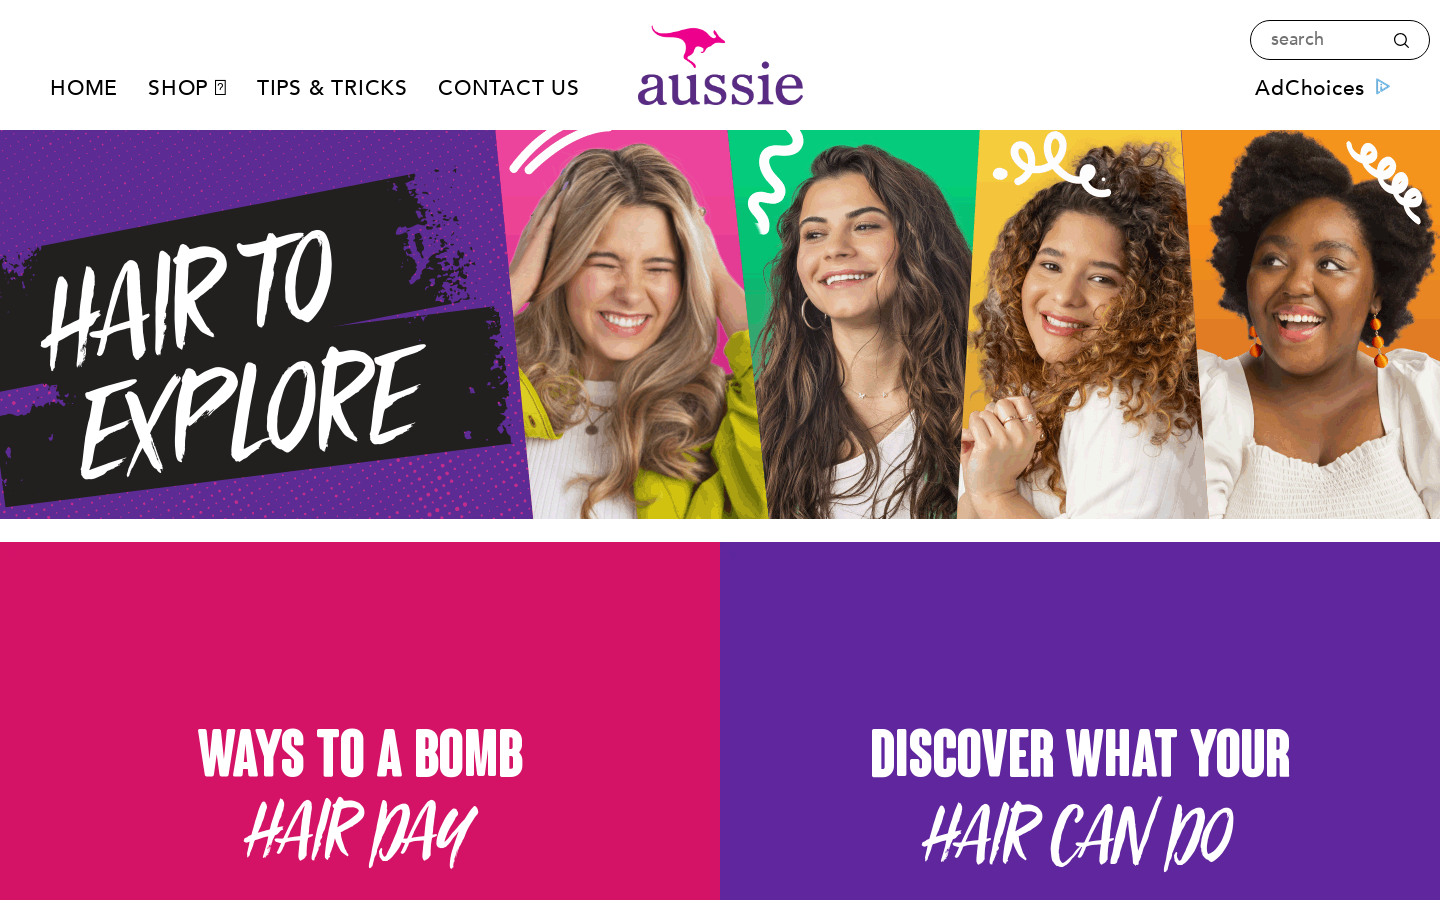 HOME
SHOP
TIPS & TRICKS
CONTACT US
aussie
search
AdChoices
HAIR TO
EXPLORE
WAYS TO A BOMB
HAIR DAY
DISCOVER WHAT YOUR
HAIR CAN DO